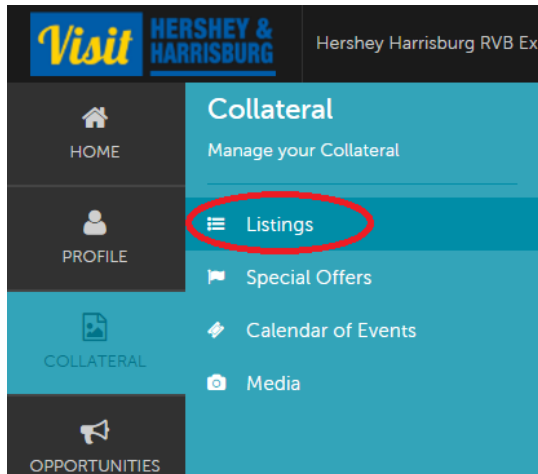 Visit HERSHEY & HARRISBURG
Hershey Harrisburg RVB Ex
HOME
PROFILE
COLLATERAL
OPPORTUNITIES
Collateral
Manage your Collateral
Listings
Special Offers
Calendar of Events
Media